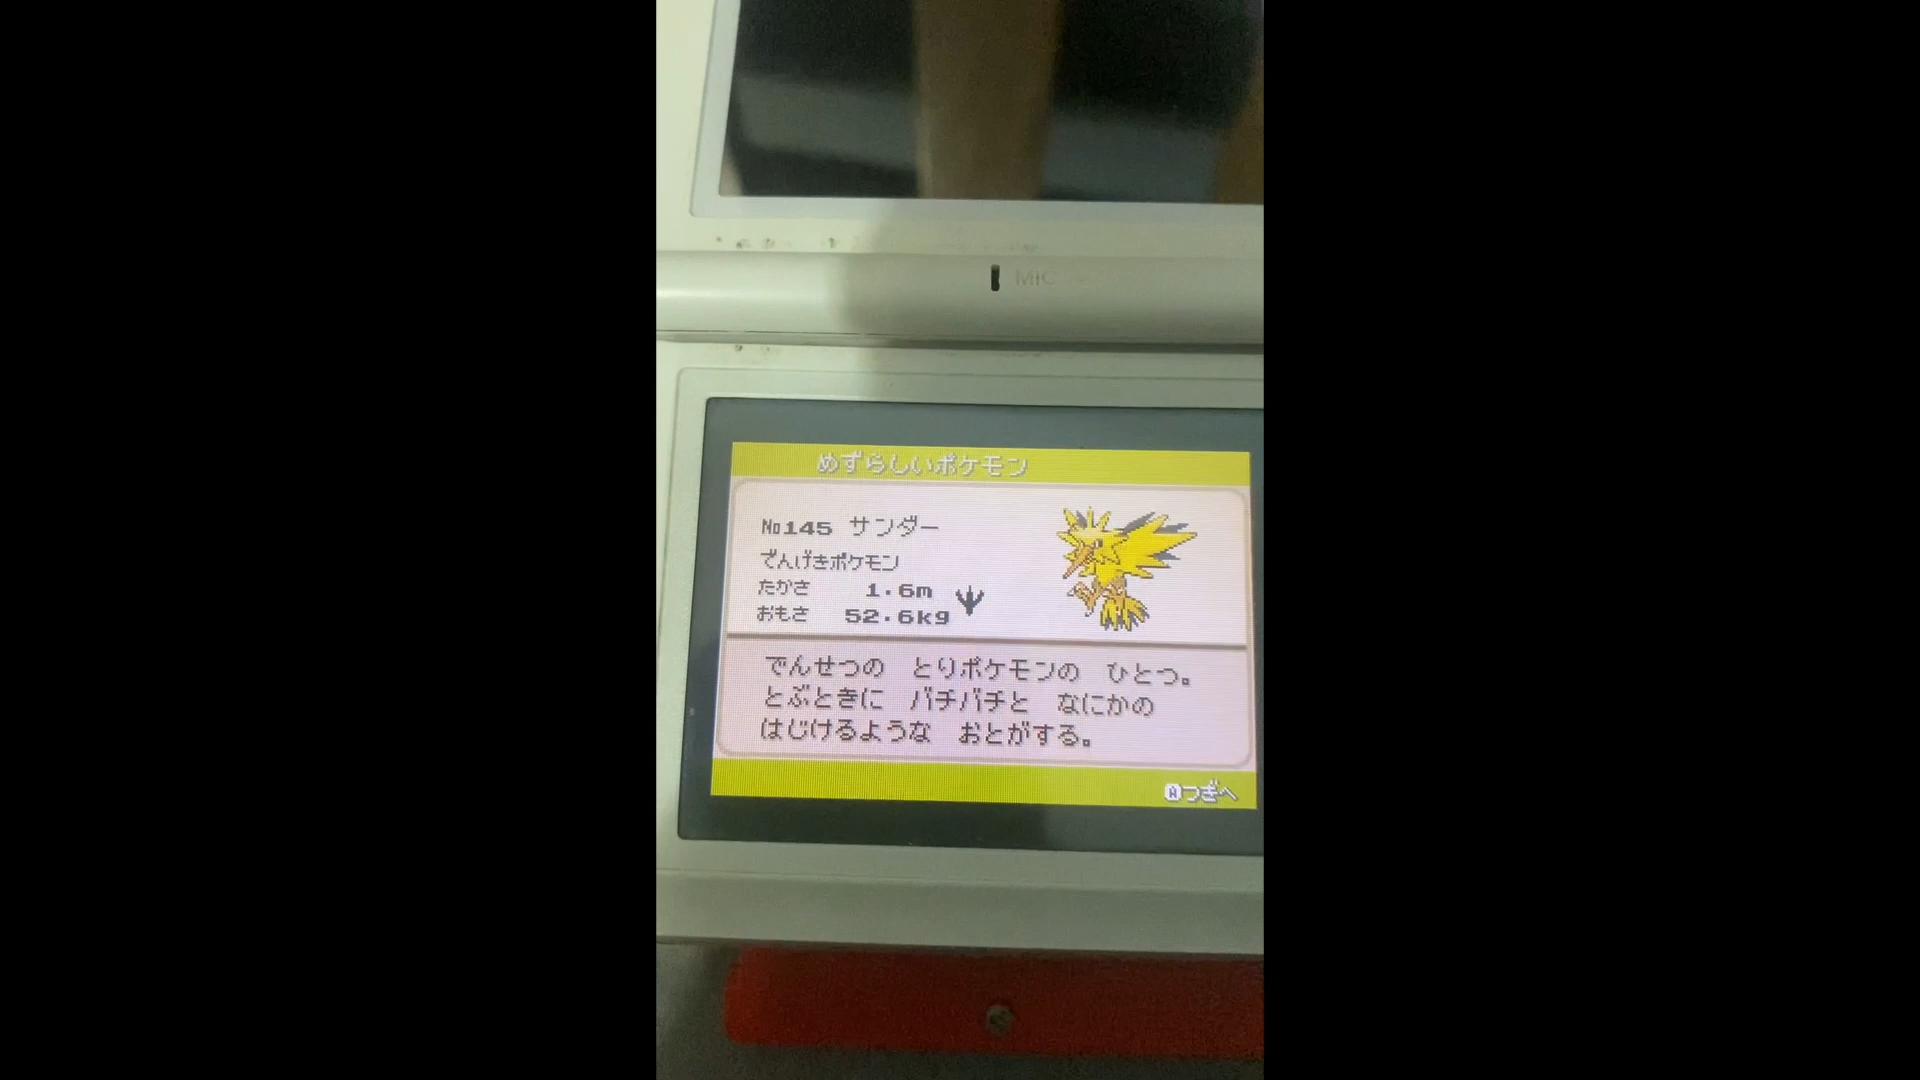 MIC
めずらしいポケモン
№145 サンダー
でんげきポケモン
たかさ 1.6m
おもさ 52.6kg
でんせつの とりポケモンの ひとつ。
とぶときに バチバチと なにかの
はじけるような おとがする。
Ⓐつぎへ